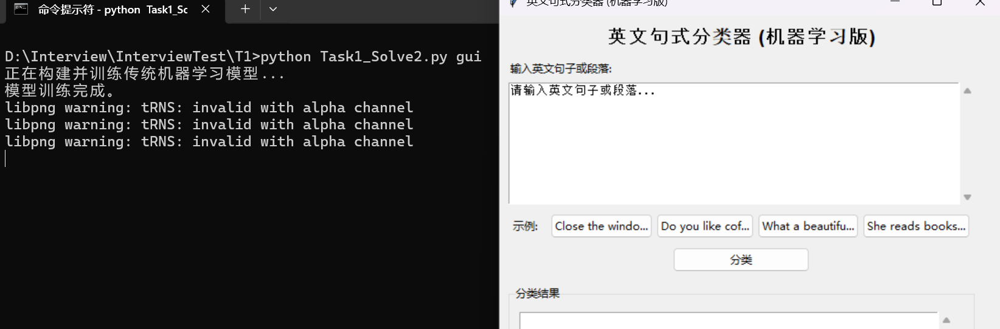 命令提示符 - python Task1_Sc
D:\Interview\InterviewTest\T1>python Task1_Solve2.py gui
正在构建并训练传统机器学习模型...
模型训练完成。
libpng warning: tRNS: invalid with alpha channel
libpng warning: tRNS: invalid with alpha channel
libpng warning: tRNS: invalid with alpha channel
英文句式分类器 (机器学习版)
英文句式分类器 (机器学习版)
输入英文句子或段落:
请输入英文句子或段落...
示例: Close the windo... Do you like cof... What a beautifu... She reads books...
分类
分类结果